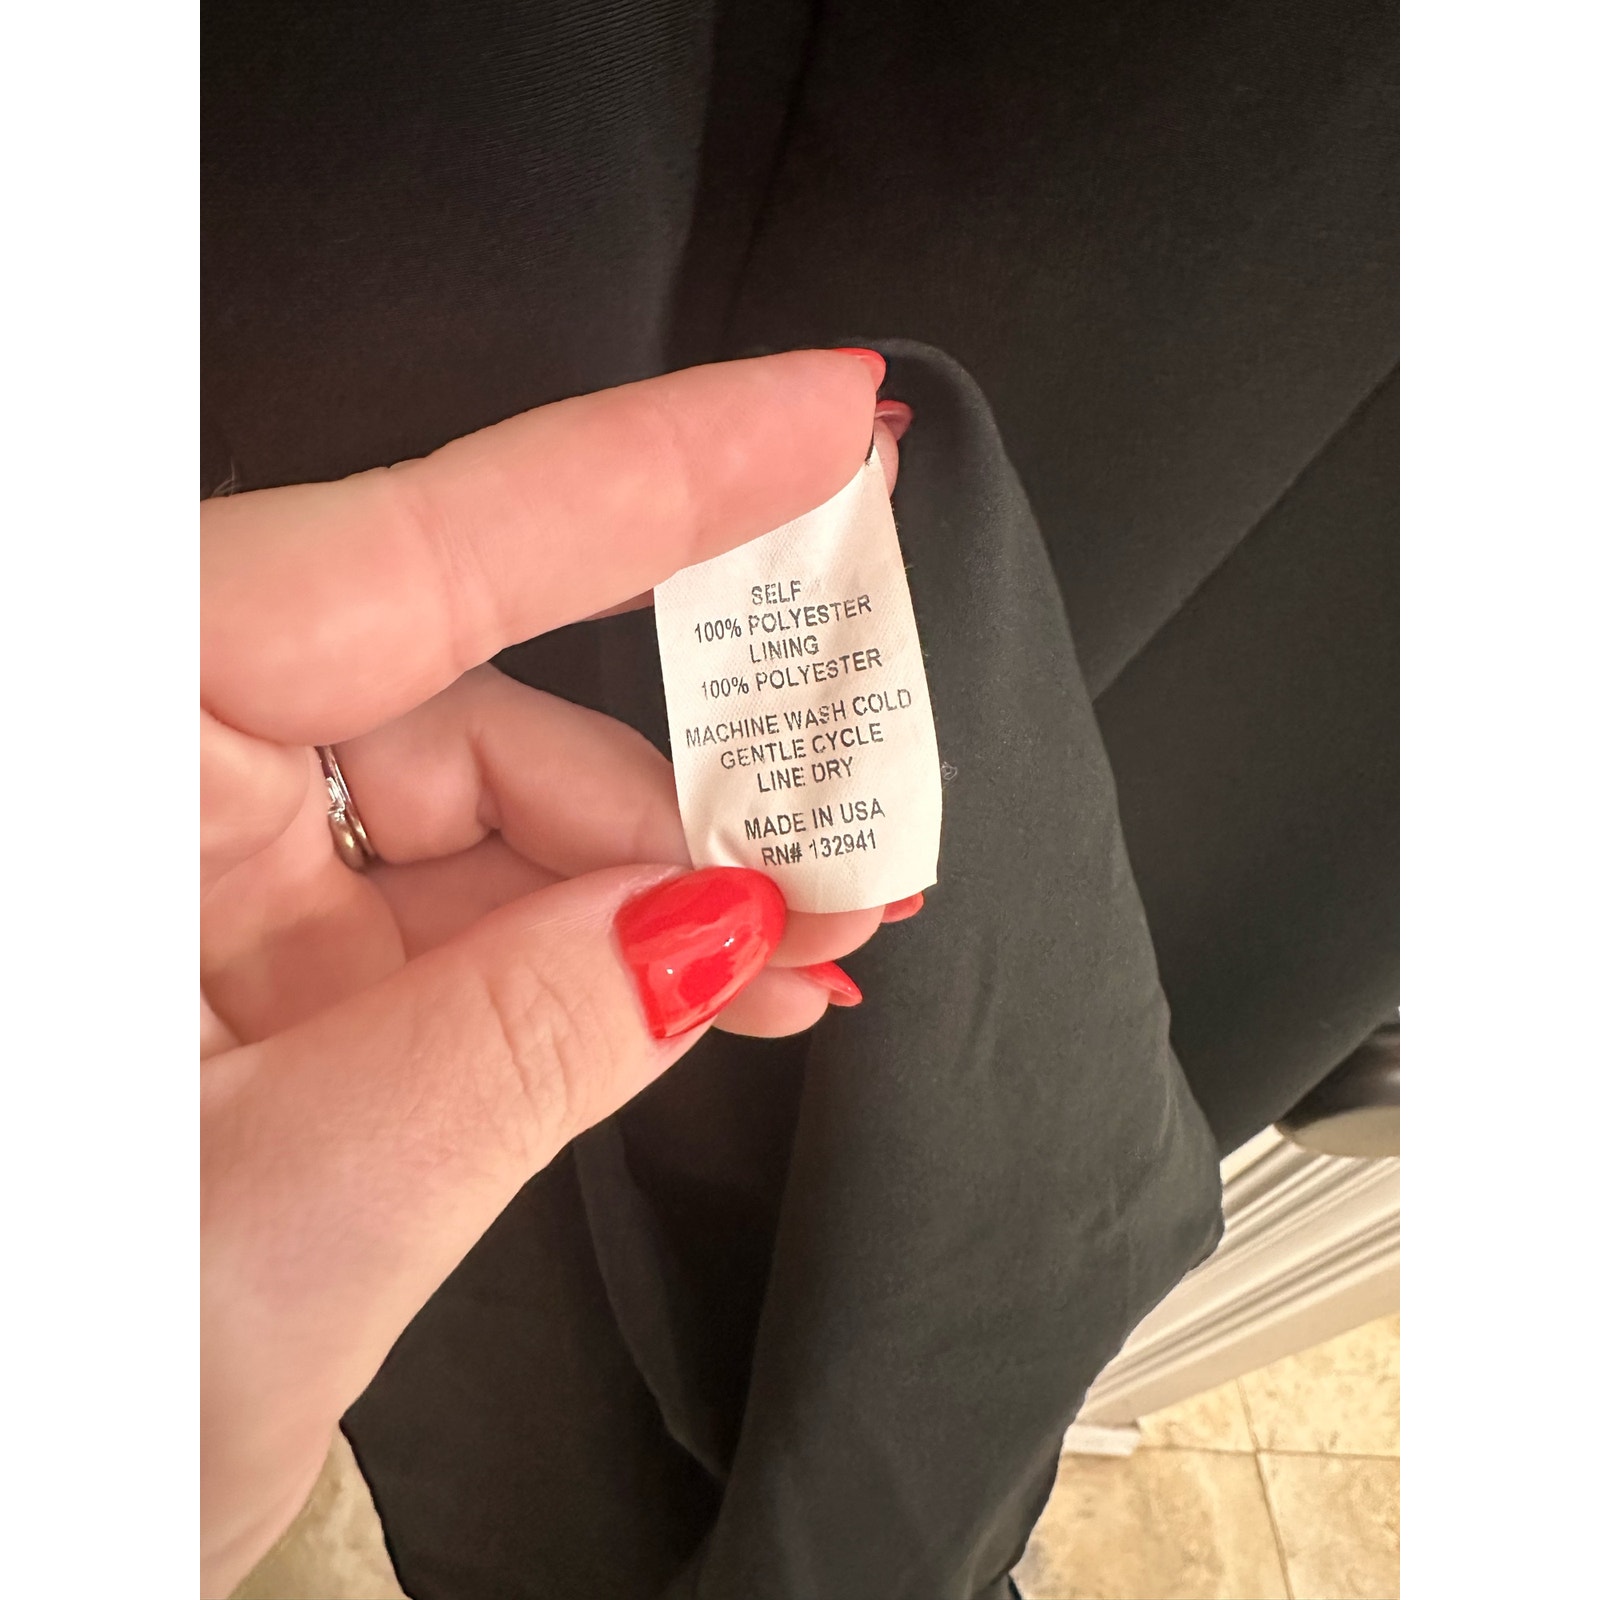 SELF
100% POLYESTER
LINING
100% POLYESTER
MACHINE WASH COLD
GENTLE CYCLE
LINE DRY
MADE IN USA
RN# 132941